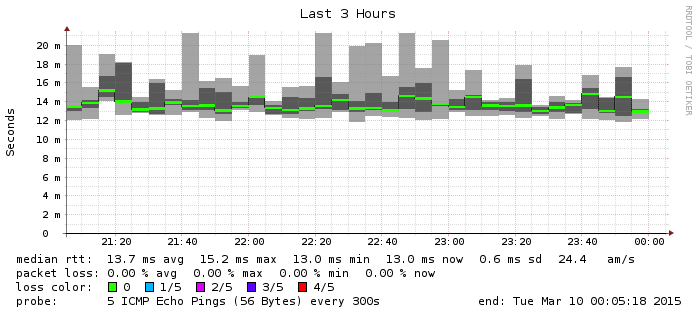 Last 3 Hours
RRDTOOL / TOBI OETIKER
Seconds
20 m
18 m
16 m
14 m
12 m
10 m
8 m
6 m
4 m
2 m
0
21:20 21:40 22:00 22:20 22:40 23:00 23:20 23:40 00:00
median rtt: 13.7 ms avg 15.2 ms max 13.0 ms min 13.0 ms now 0.6 ms sd 24.4 am/s
packet loss: 0.00 % avg 0.00 % max 0.00 % min 0.00 % now
loss color: 0 1/5 2/5 3/5 4/5
probe: 5 ICMP Echo Pings (56 Bytes) every 300s end: Tue Mar 10 00:05:18 2015